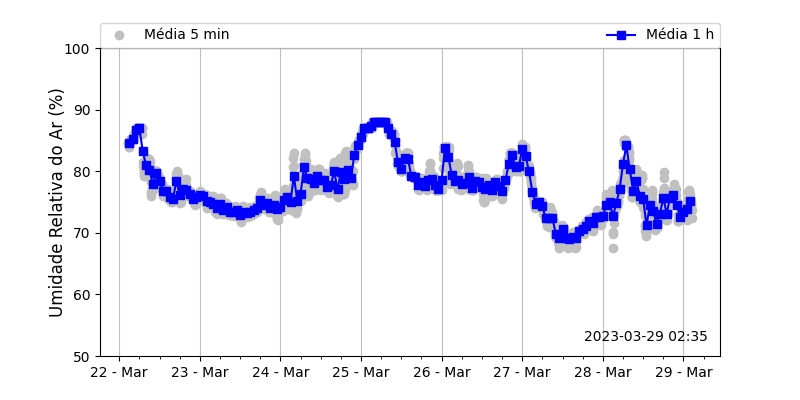 Média 5 min
Média 1 h
Umidade Relativa do Ar (%)
100
90
80
70
60
50
2023-03-29 02:35
22 - Mar
23 - Mar
24 - Mar
25 - Mar
26 - Mar
27 - Mar
28 - Mar
29 - Mar